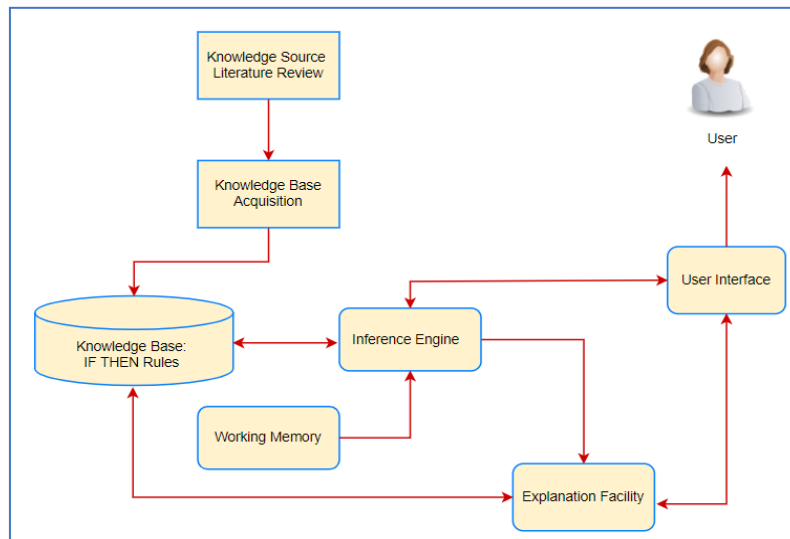 Knowledge Source
Literature Review
User
Knowledge Base
Acquisition
User Interface
Knowledge Base:
IF THEN Rules
Inference Engine
Working Memory
Explanation Facility